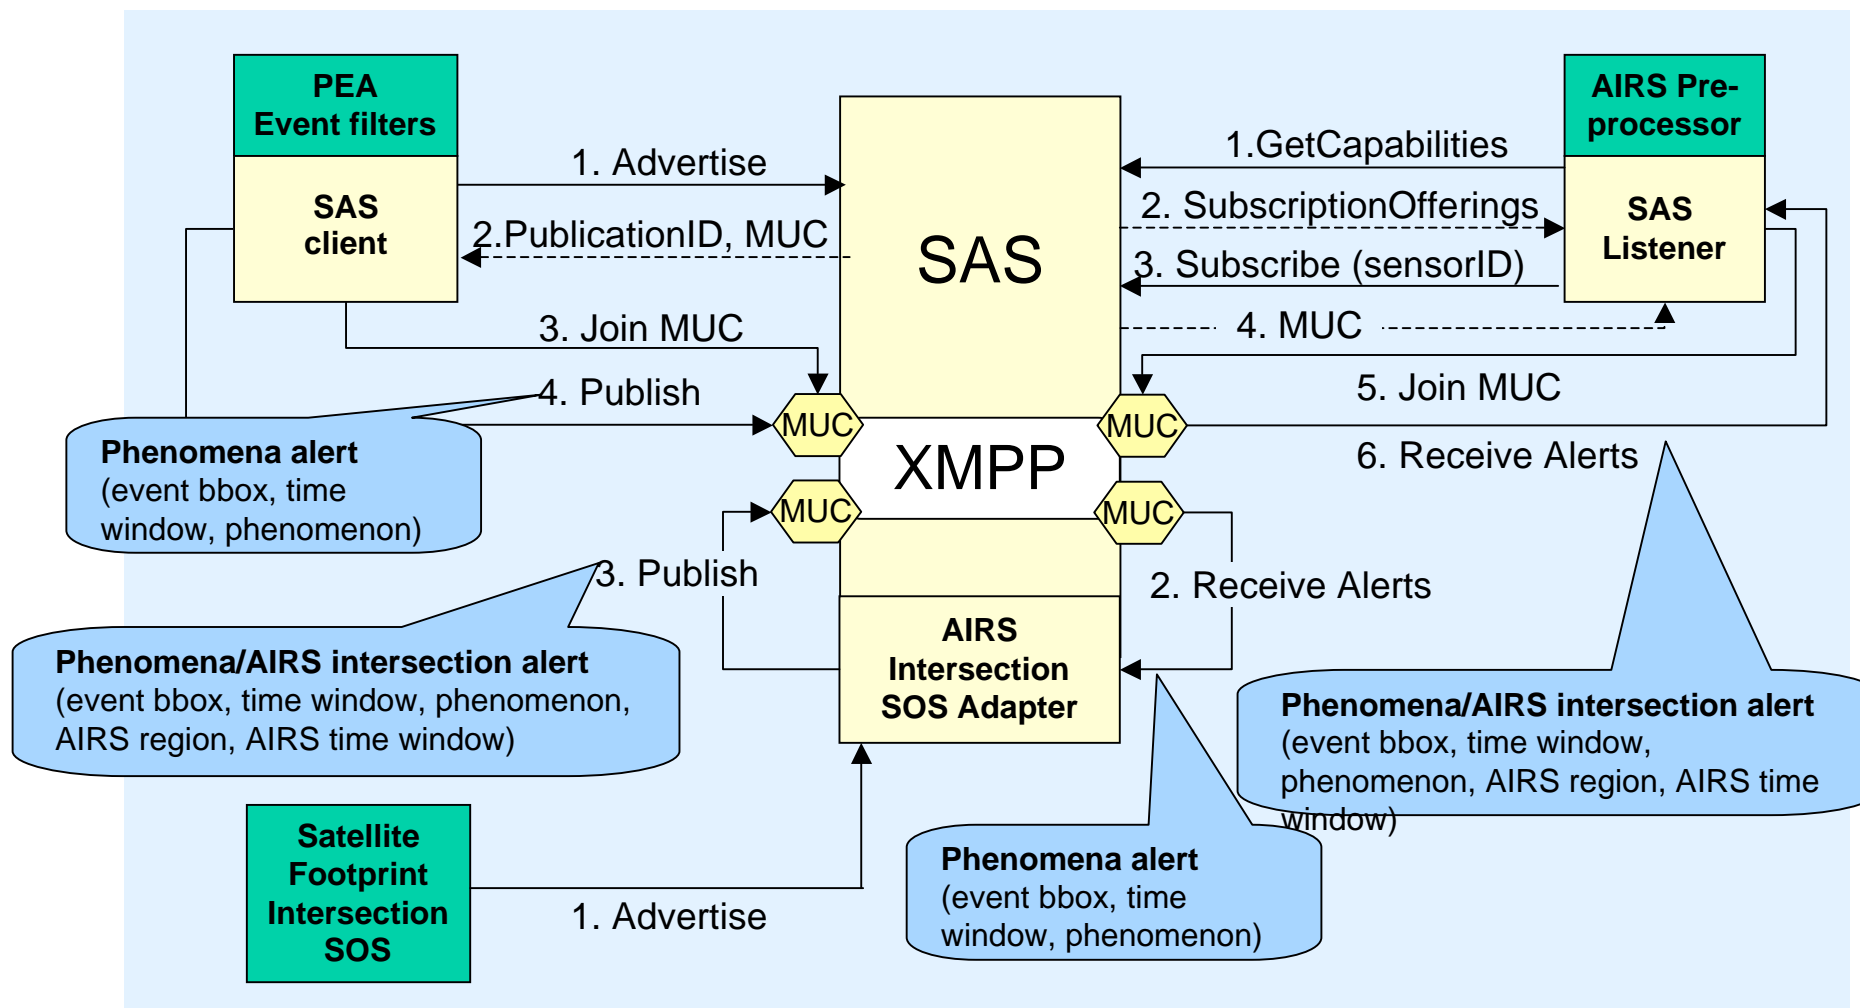 PEA
Event filters
SAS
client
1. Advertise
2.PublicationID, MUC
3. Join MUC
4. Publish
SAS
XMPP
MUC
MUC
MUC
MUC
AIRS Pre-
processor
SAS
Listener
1.GetCapabilities
2. SubscriptionOfferings
3. Subscribe (sensorID)
4. MUC
5. Join MUC
6. Receive Alerts
Phenomena alert
(event bbox, time
window, phenomenon)
3. Publish
2. Receive Alerts
AIRS
Intersection
SOS Adapter
Phenomena/AIRS intersection alert
(event bbox, time window, phenomenon,
AIRS region, AIRS time window)
Phenomena/AIRS intersection alert
(event bbox, time window,
phenomenon, AIRS region, AIRS time
window)
Satellite
Footprint
Intersection
SOS
1. Advertise
Phenomena alert
(event bbox, time
window, phenomenon)